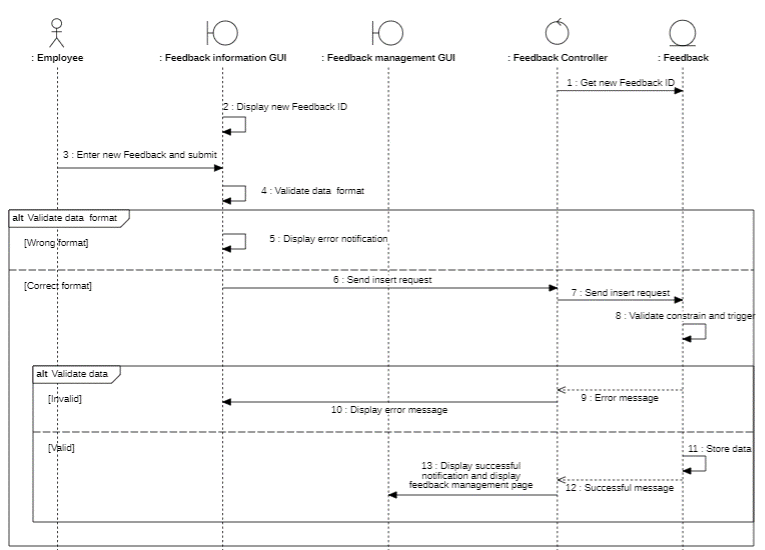 : Employee
: Feedback information GUI
: Feedback management GUI
: Feedback Controller
: Feedback
1 : Get new Feedback ID
2 : Display new Feedback ID
3 : Enter new Feedback and submit
4 : Validate data format
alt Validate data format
[Wrong format]
5 : Display error notification
[Correct format]
6 : Send insert request
7 : Send insert request
8 : Validate constrain and trigger
alt Validate data
[Invalid]
9 : Error message
10 : Display error message
[Valid]
11 : Store data
13 : Display successful
notification and display
feedback management page
12 : Successful message